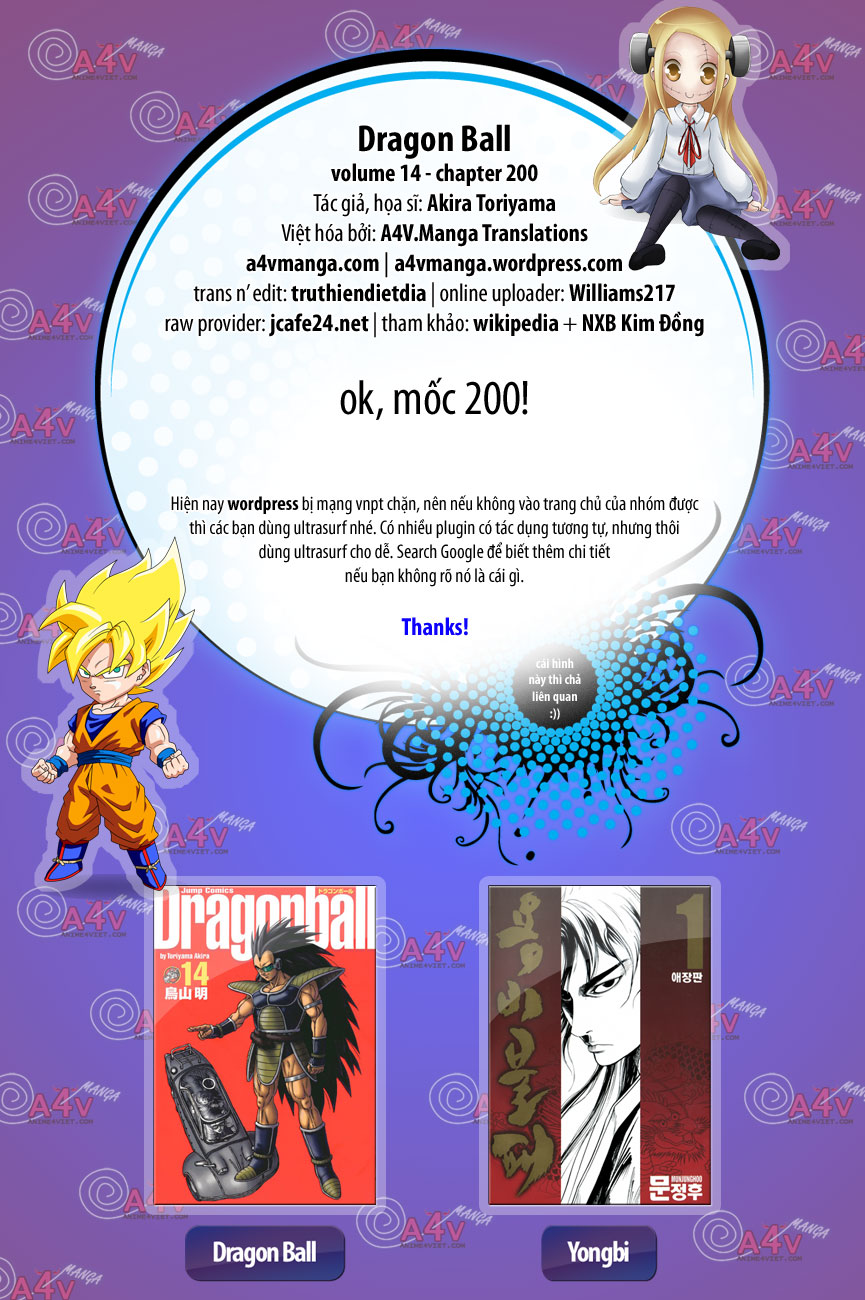 Dragon Ball
volume 14 - chapter 200
Tác giả, họa sĩ: Akira Toriyama
Việt hóa bởi: A4V.Manga Translations
a4vmanga.com | a4vmanga.wordpress.com
trans n' edit: truthiendietdia | online uploader: Williams217
raw provider: jcafe24.net | tham khảo: wikipedia + NXB Kim Đồng
ok, mốc 200!
Hiện nay wordpress bị mạng vnpt chặn, nên nếu không vào trang chủ của nhóm được
thì các bạn dùng ultrasurf nhé. Có nhiều plugin có tác dụng tương tự, nhưng thôi
dùng ultrasurf cho dễ. Search Google để biết thêm chi tiết
nếu bạn không rõ nó là cái gì.
Thanks!
cái hình
này thì chả
liên quan
:))
Jump Comics
ドラゴンボール
Dragonball
by Toriyama Akira
14
鳥山明
용비불패
1
애장판
MUNJUNGHOO
문정후
Dragon Ball
Yongbi
A4V MANGA
ANIME4VIET.COM